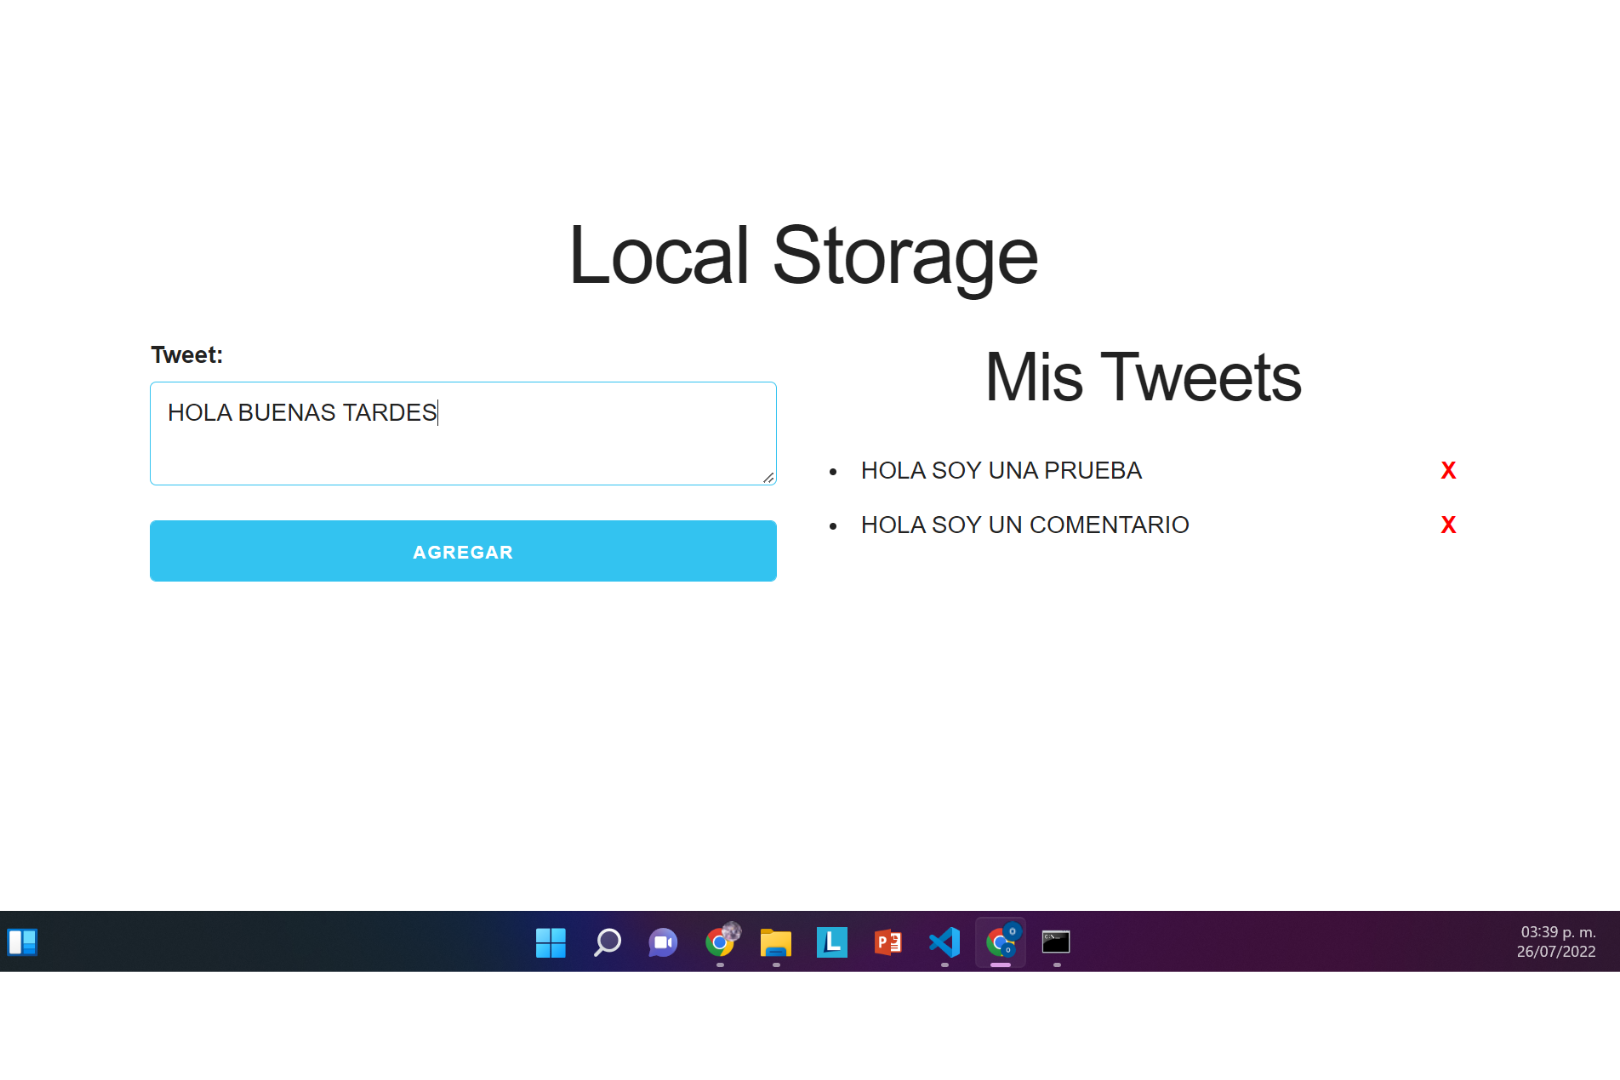 Local Storage
Tweet:
HOLA BUENAS TARDES
AGREGAR
Mis Tweets
HOLA SOY UNA PRUEBA X
HOLA SOY UN COMENTARIO X
03:39 p. m.
26/07/2022